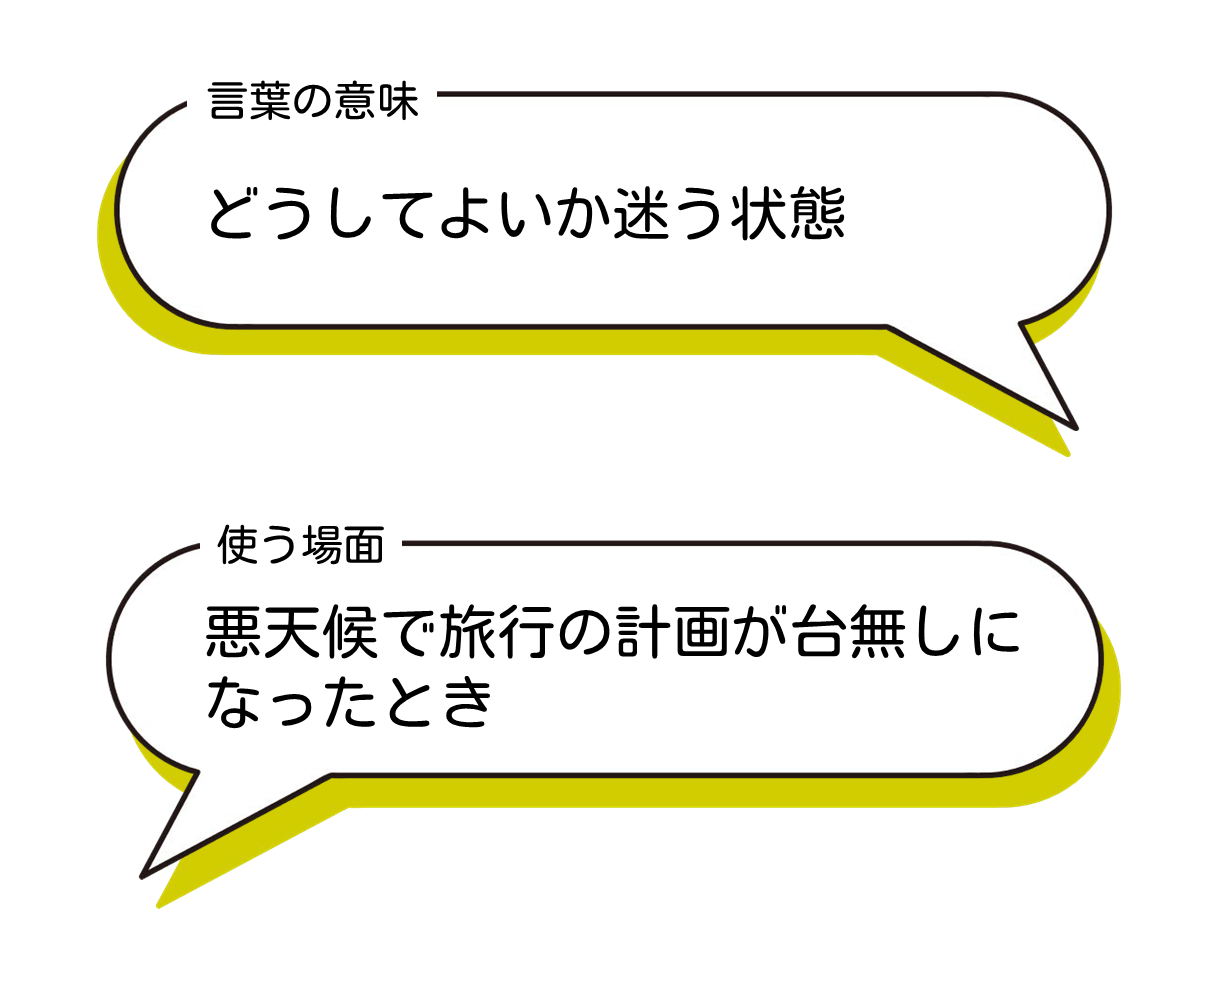 言葉の意味
どうしてよいか迷う状態
使う場面
悪天候で旅行の計画が台無しに
なったとき